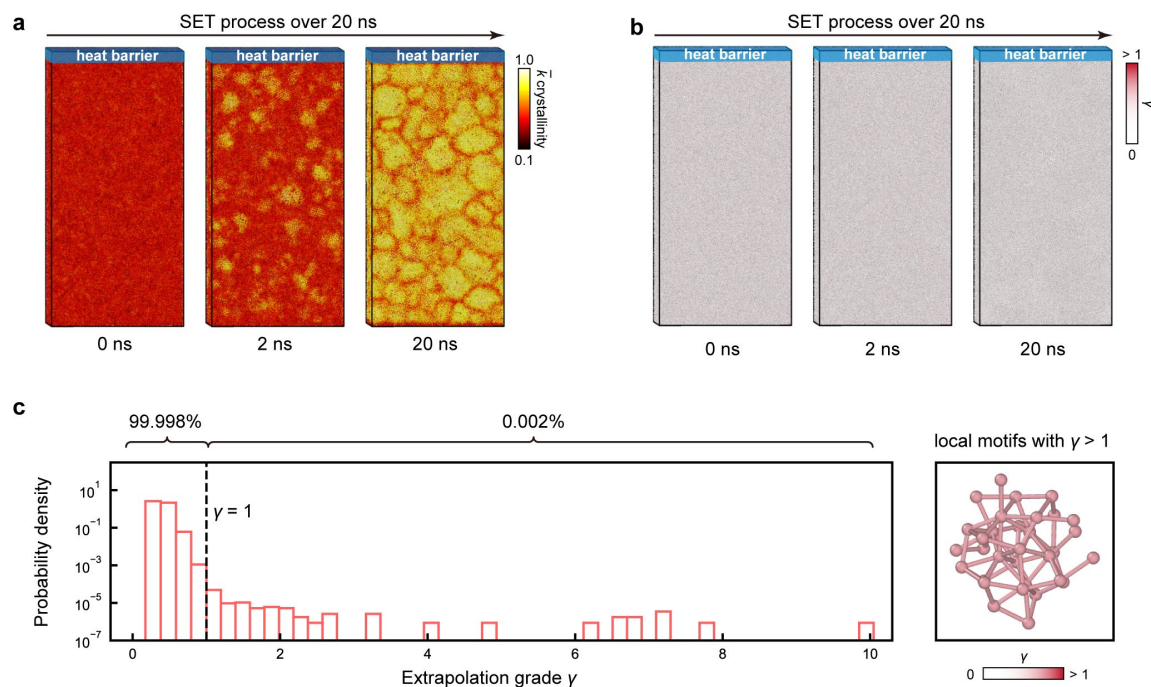 a
SET process over 20 ns
heat barrier
heat barrier
heat barrier
1.0
k̄ crystallinity
0.1
0 ns
2 ns
20 ns
b
SET process over 20 ns
heat barrier
heat barrier
heat barrier
> 1
γ
0
0 ns
2 ns
20 ns
c
99.998%
0.002%
Probability density
10¹
10⁻¹
10⁻³
10⁻⁵
10⁻⁷
γ = 1
0
2
4
6
8
10
Extrapolation grade γ
local motifs with γ > 1
γ
0
> 1